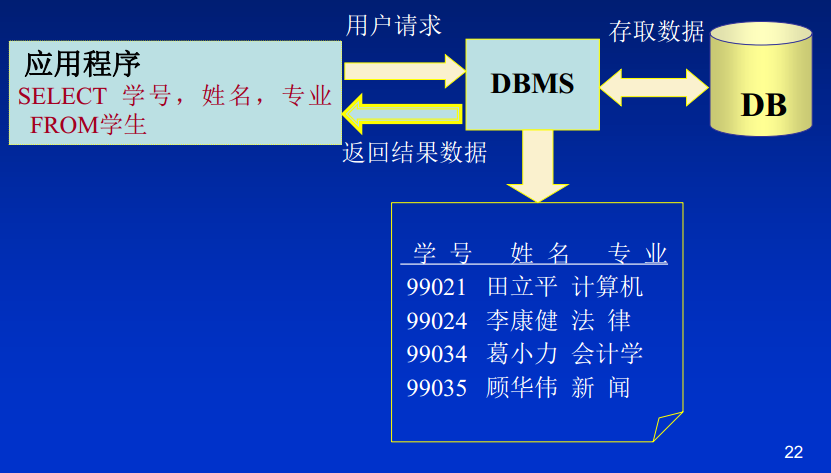 用户请求
存取数据
应用程序
SELECT 学号，姓名，专业
FROM学生
DBMS
DB
返回结果数据
学 号 姓 名 专 业
99021 田立平 计算机
99024 李康健 法 律
99034 葛小力 会计学
99035 顾华伟 新 闻
22